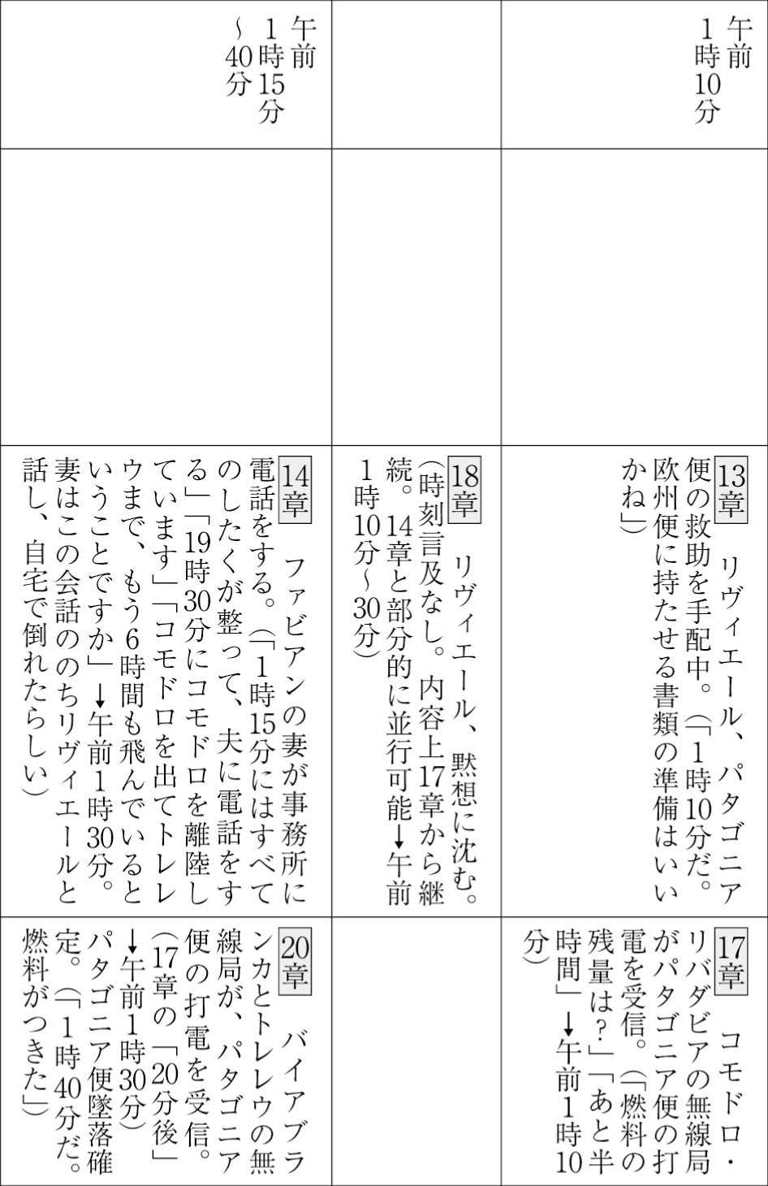 午前
1時10分
13章　リヴィエール、パタゴニア
便の救助を手配中。（「1時10分だ。
欧州便に持たせる書類の準備はいい
かね」）
17章　コモドロ・
リバダビアの無線局
がパタゴニア便の打
電を受信。（「燃料の
残量は?」「あと半
時間」→午前1時10
分）
18章　リヴィエール、黙想に沈む。
（時刻言及なし。内容上17章から継
続。14章と部分的に並行可能→午前
1時10分～30分）
午前
1時15分
～40分
14章　ファビアンの妻が事務所に
電話をする。（「1時15分にはすべて
のしたくが整って、夫に電話をす
る」「19時30分にコモドロを離陸し
ています」「コモドロを出てトレレ
ウまで、もう6時間も飛んでいると
いうことですか」→午前1時30分。
妻はこの会話ののちリヴィエールと
話し、自宅で倒れたらしい）
20章　バイアブラ
ンカとトレレウの無
線局が、パタゴニア
便の打電を受信。
（17章の「20分後」
→午前1時30分）
パタゴニア便墜落確
定。（「1時40分だ。
燃料がつきた」）